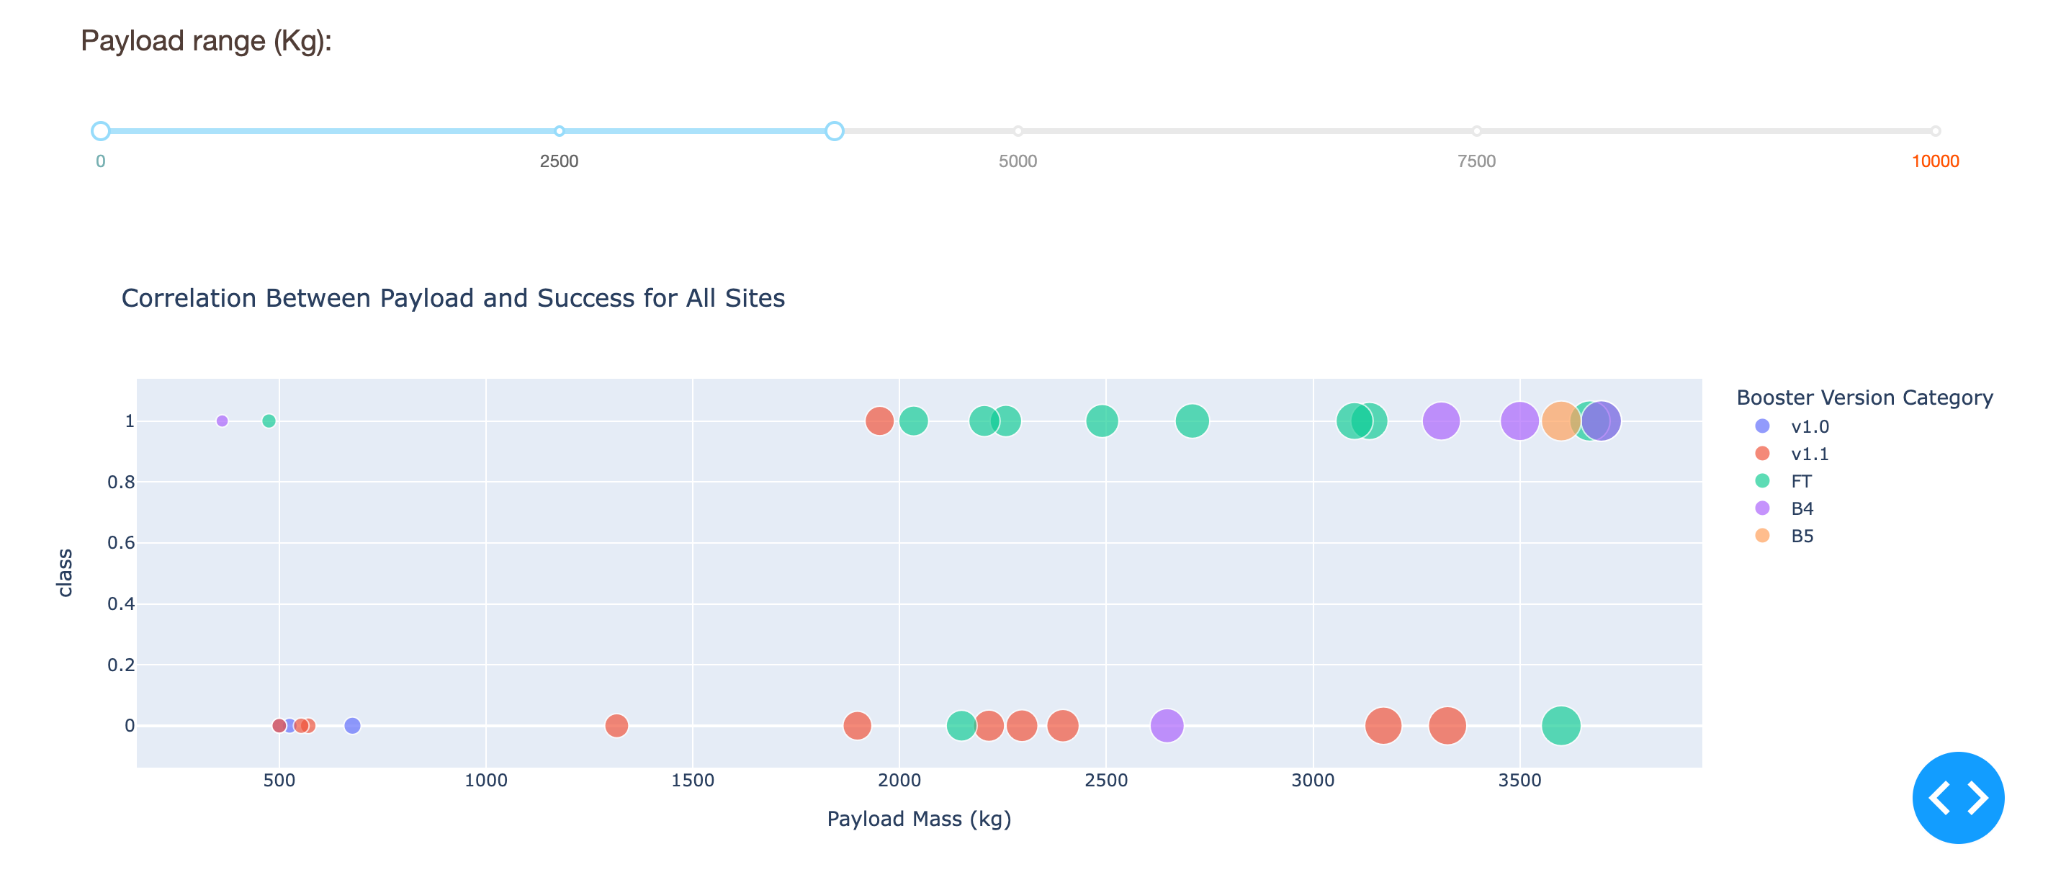 Payload range (Kg):
0 2500 5000 7500 10000
Correlation Between Payload and Success for All Sites
Booster Version Category
v1.0
v1.1
FT
B4
B5
1
0.8
0.6
0.4
0.2
0
class
500 1000 1500 2000 2500 3000 3500
Payload Mass (kg)